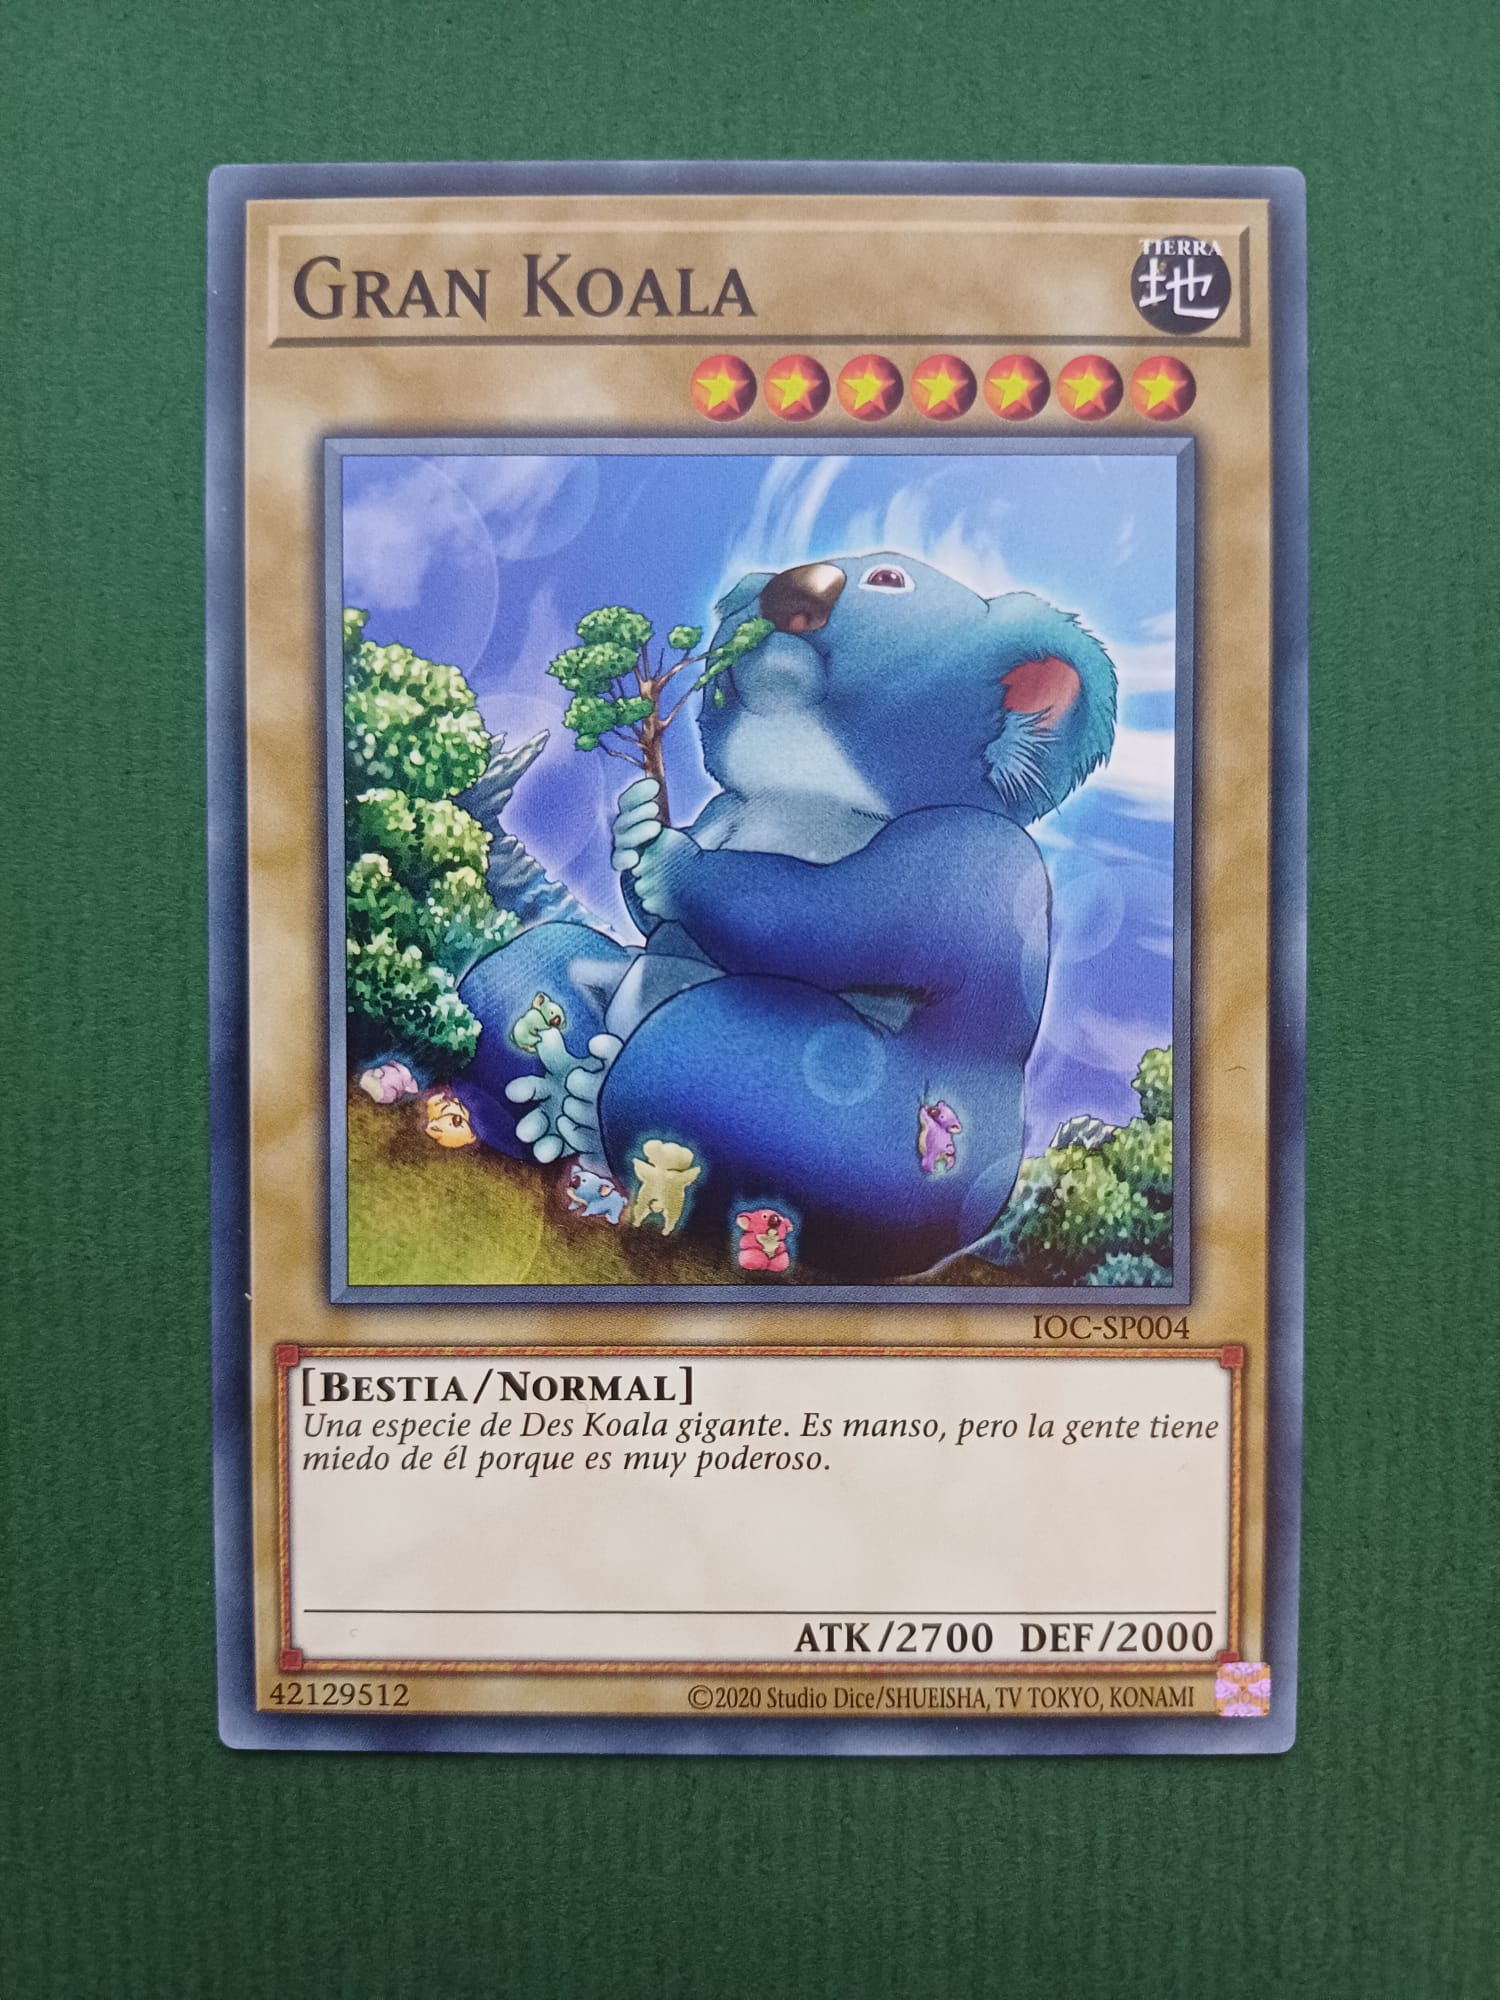 GRAN KOALA
TIERRA
地
IOC-SP004
[BESTIA/NORMAL]
Una especie de Des Koala gigante. Es manso, pero la gente tiene
miedo de él porque es muy poderoso.
ATK/2700 DEF/2000
42129512
©2020 Studio Dice/SHUEISHA, TV TOKYO, KONAMI